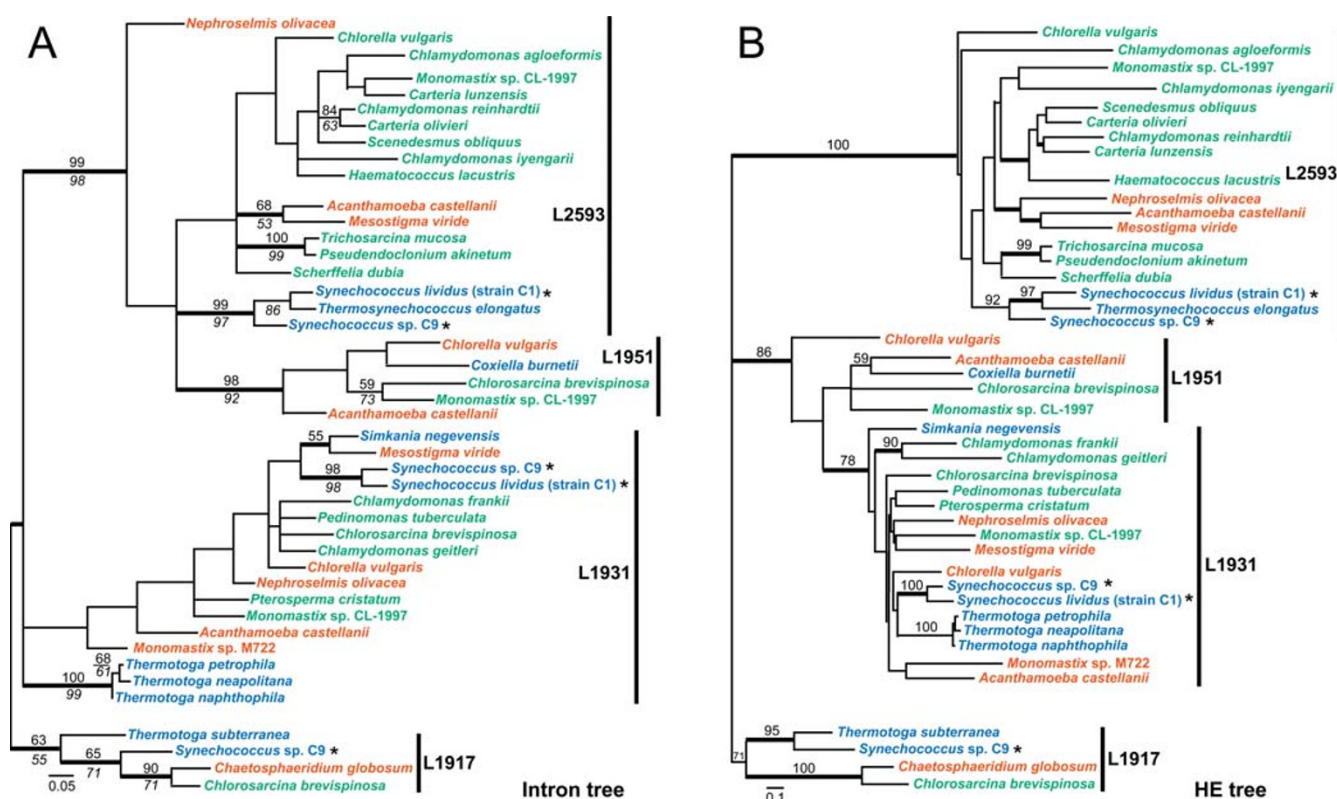 A
Nephroselmis olivacea
Chlorella vulgaris
Chlamydomonas agloeformis
Monomastix sp. CL-1997
Carteria lunzensis
84
Chlamydomonas reinhardtii
63
Carteria olivieri
Scenedesmus obliquus
99
98
Chlamydomonas iyengarii
Haematococcus lacustris
L2593
68
Acanthamoeba castellanii
53
Mesostigma viride
100
Trichosarcina mucosa
99
Pseudendoclonium akinetum
Scherffelia dubia
99
97
86
Synechococcus lividus (strain C1) *
Thermosynechococcus elongatus
Synechococcus sp. C9 *
Chlorella vulgaris
L1951
Coxiella burnetii
98
92
59
73
Chlorosarcina brevispinosa
Monomastix sp. CL-1997
Acanthamoeba castellanii
55
Simkania negevensis
Mesostigma viride
98
98
Synechococcus sp. C9 *
Synechococcus lividus (strain C1) *
Chlamydomonas frankii
Pedinomonas tuberculata
Chlorosarcina brevispinosa
Chlamydomonas geitleri
Chlorella vulgaris
L1931
Nephroselmis olivacea
Pterosperma cristatum
Monomastix sp. CL-1997
Acanthamoeba castellanii
Monomastix sp. M722
68
61
Thermotoga petrophila
100
99
Thermotoga neapolitana
Thermotoga naphthophila
63
55
Thermotoga subterranea
65
71
Synechococcus sp. C9 *
L1917
90
71
Chaetosphaeridium globosum
Chlorosarcina brevispinosa
0.05
Intron tree
B
Chlorella vulgaris
Chlamydomonas agloeformis
Monomastix sp. CL-1997
Chlamydomonas iyengarii
Scenedesmus obliquus
Carteria olivieri
Chlamydomonas reinhardtii
Carteria lunzensis
100
L2593
Haematococcus lacustris
Nephroselmis olivacea
Acanthamoeba castellanii
Mesostigma viride
99
Trichosarcina mucosa
Pseudendoclonium akinetum
Scherffelia dubia
92
97
Synechococcus lividus (strain C1) *
Thermosynechococcus elongatus
Synechococcus sp. C9 *
Chlorella vulgaris
86
59
Acanthamoeba castellanii
L1951
Coxiella burnetii
Chlorosarcina brevispinosa
Monomastix sp. CL-1997
78
Simkania negevensis
90
Chlamydomonas frankii
Chlamydomonas geitleri
Chlorosarcina brevispinosa
Pedinomonas tuberculata
Pterosperma cristatum
Nephroselmis olivacea
Monomastix sp. CL-1997
Mesostigma viride
L1931
Chlorella vulgaris
100
Synechococcus sp. C9 *
Synechococcus lividus (strain C1) *
Thermotoga petrophila
100
Thermotoga neapolitana
Thermotoga naphthophila
Monomastix sp. M722
Acanthamoeba castellanii
95
Thermotoga subterranea
71
Synechococcus sp. C9 *
L1917
100
Chaetosphaeridium globosum
Chlorosarcina brevispinosa
0.1
HE tree